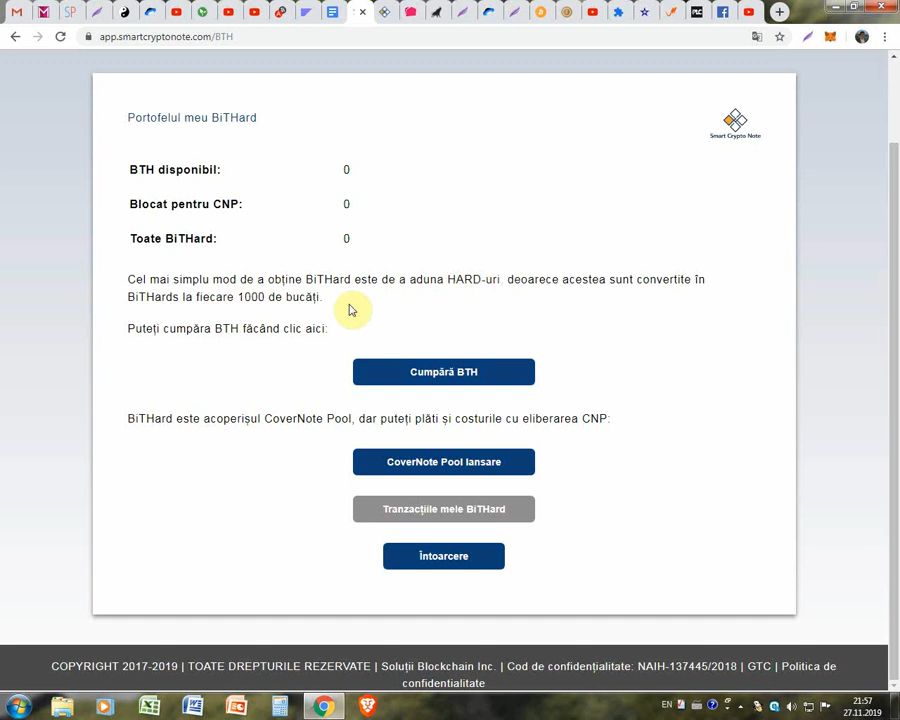 app.smartcryptonote.com/BTH
Portofelul meu BiTHard
Smart Crypto Note
BTH disponibil: 0
Blocat pentru CNP: 0
Toate BiTHard: 0
Cel mai simplu mod de a obține BiTHard este de a aduna HARD-uri. deoarece acestea sunt convertite în
BiTHards la fiecare 1000 de bucăți.
Puteți cumpăra BTH făcând clic aici:
Cumpără BTH
BiTHard este acoperișul CoverNote Pool, dar puteți plăti și costurile cu eliberarea CNP:
CoverNote Pool lansare
Tranzacțiile mele BiTHard
Întoarcere
COPYRIGHT 2017-2019 | TOATE DREPTURILE REZERVATE | Soluții Blockchain Inc. | Cod de confidențialitate: NAIH-137445/2018 | GTC | Politica de
confidentialitate
EN
21:57
27.11.2019